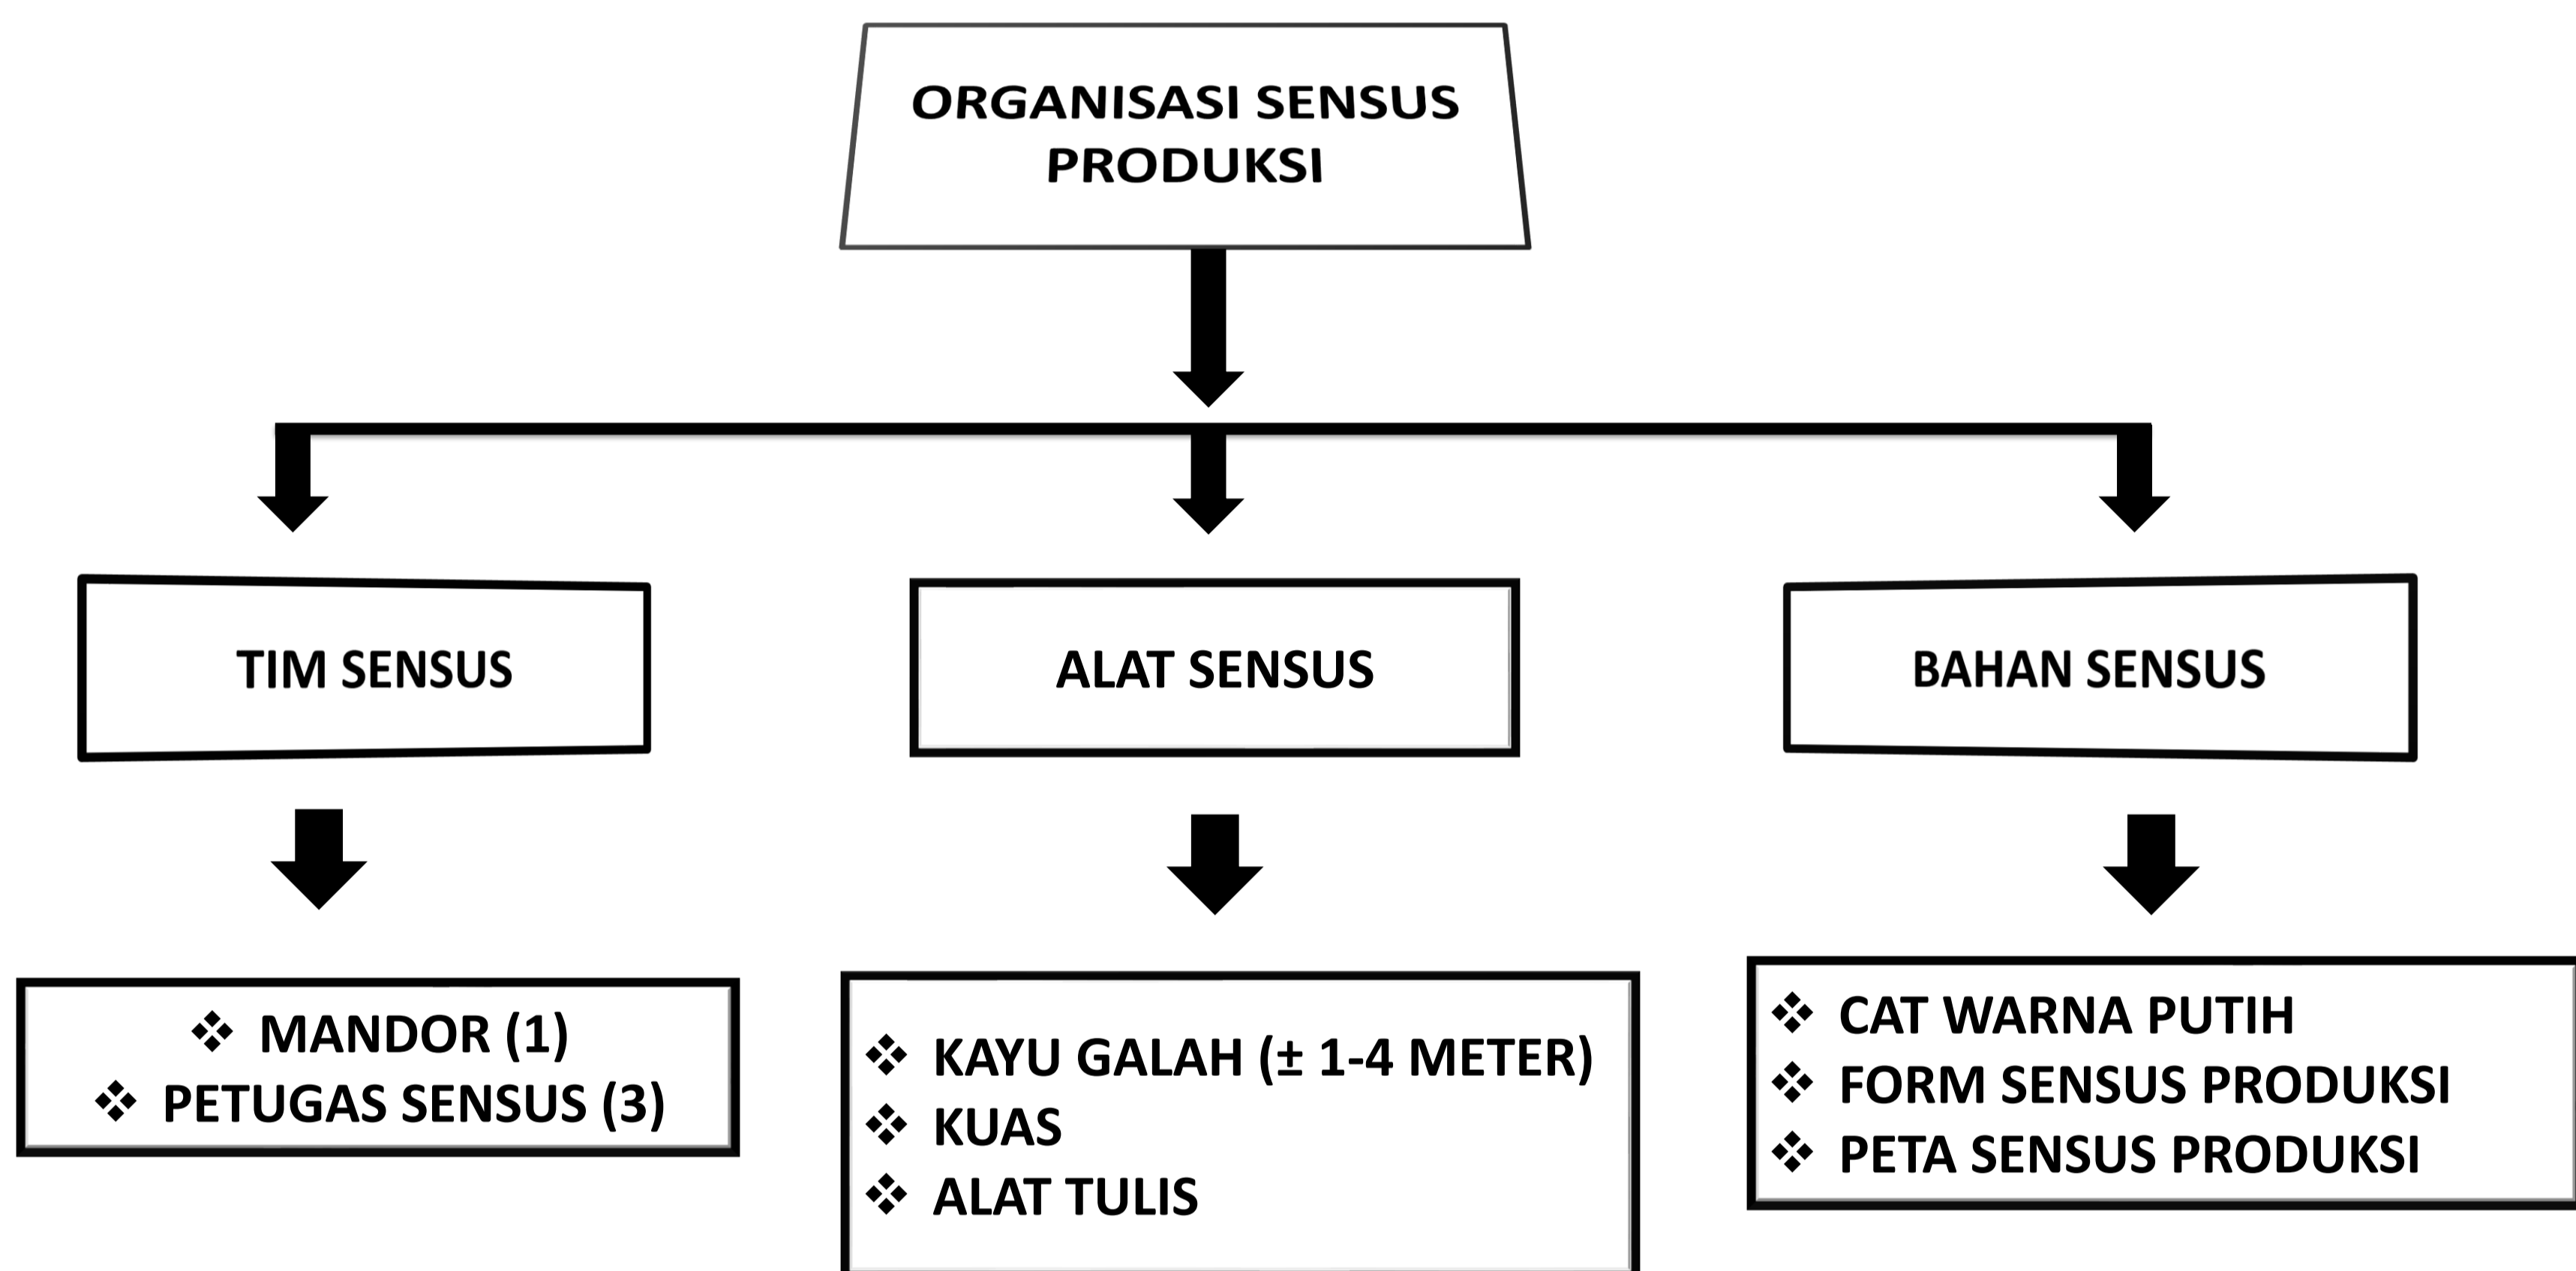 ORGANISASI SENSUS
PRODUKSI
TIM SENSUS
ALAT SENSUS
BAHAN SENSUS
❖ MANDOR (1)
❖ PETUGAS SENSUS (3)
❖ KAYU GALAH (± 1-4 METER)
❖ KUAS
❖ ALAT TULIS
❖ CAT WARNA PUTIH
❖ FORM SENSUS PRODUKSI
❖ PETA SENSUS PRODUKSI